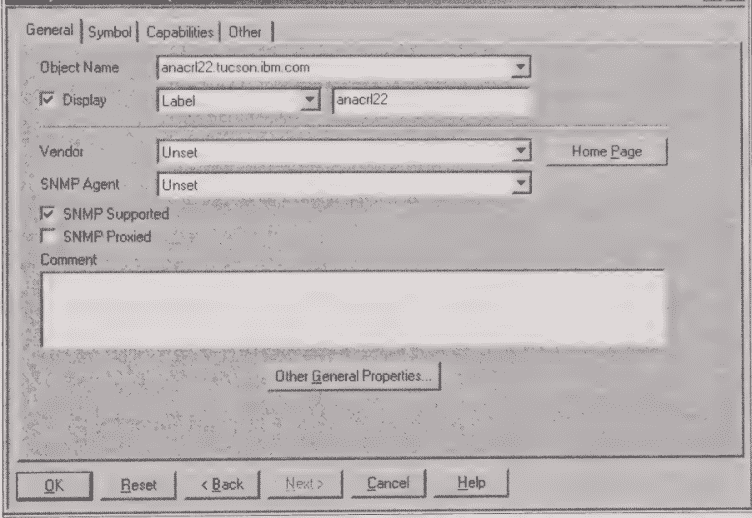 General Symbol Capabilities Other
Object Name anacrl22.tucson.ibm.com
Display Label anacrl22
Vendor Unset Home Page
SNMP Agent Unset
SNMP Supported
SNMP Proxied
Comment
Other General Properties...
OK Reset < Back Next > Cancel Help